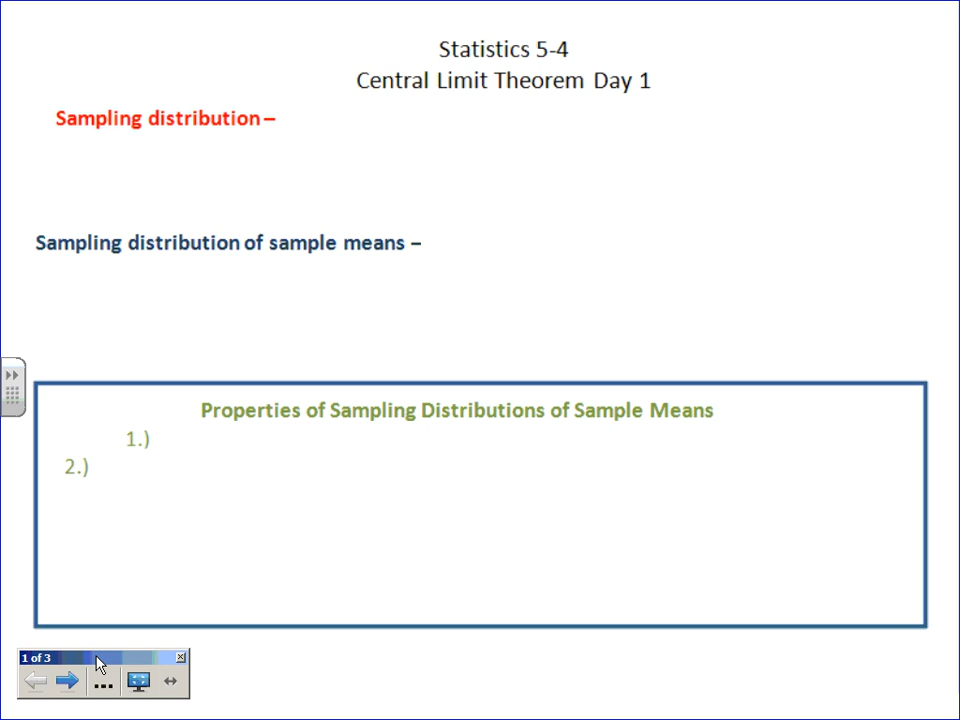 Statistics 5-4
Central Limit Theorem Day 1
Sampling distribution –
Sampling distribution of sample means –
Properties of Sampling Distributions of Sample Means
1.)
2.)
1 of 3